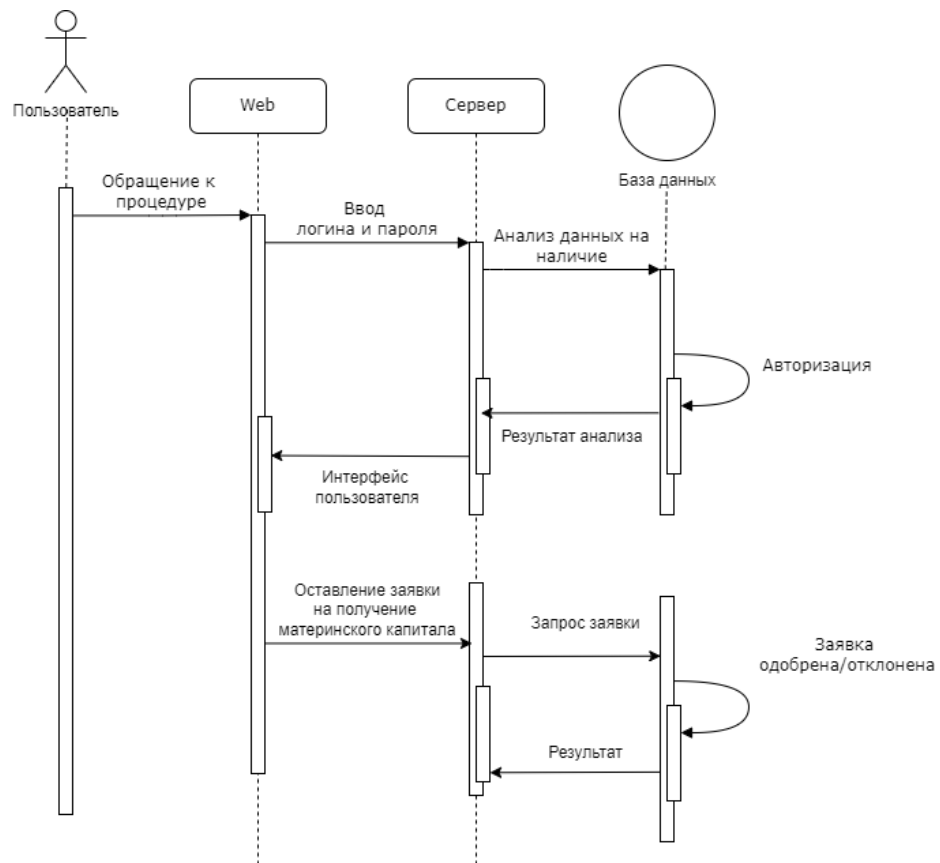 Пользователь
Web
Сервер
База данных
Обращение к
процедуре
Ввод
логина и пароля
Анализ данных на
наличие
Авторизация
Результат анализа
Интерфейс
пользователя
Оставление заявки
на получение
материнского капитала
Запрос заявки
Заявка
одобрена/отклонена
Результат